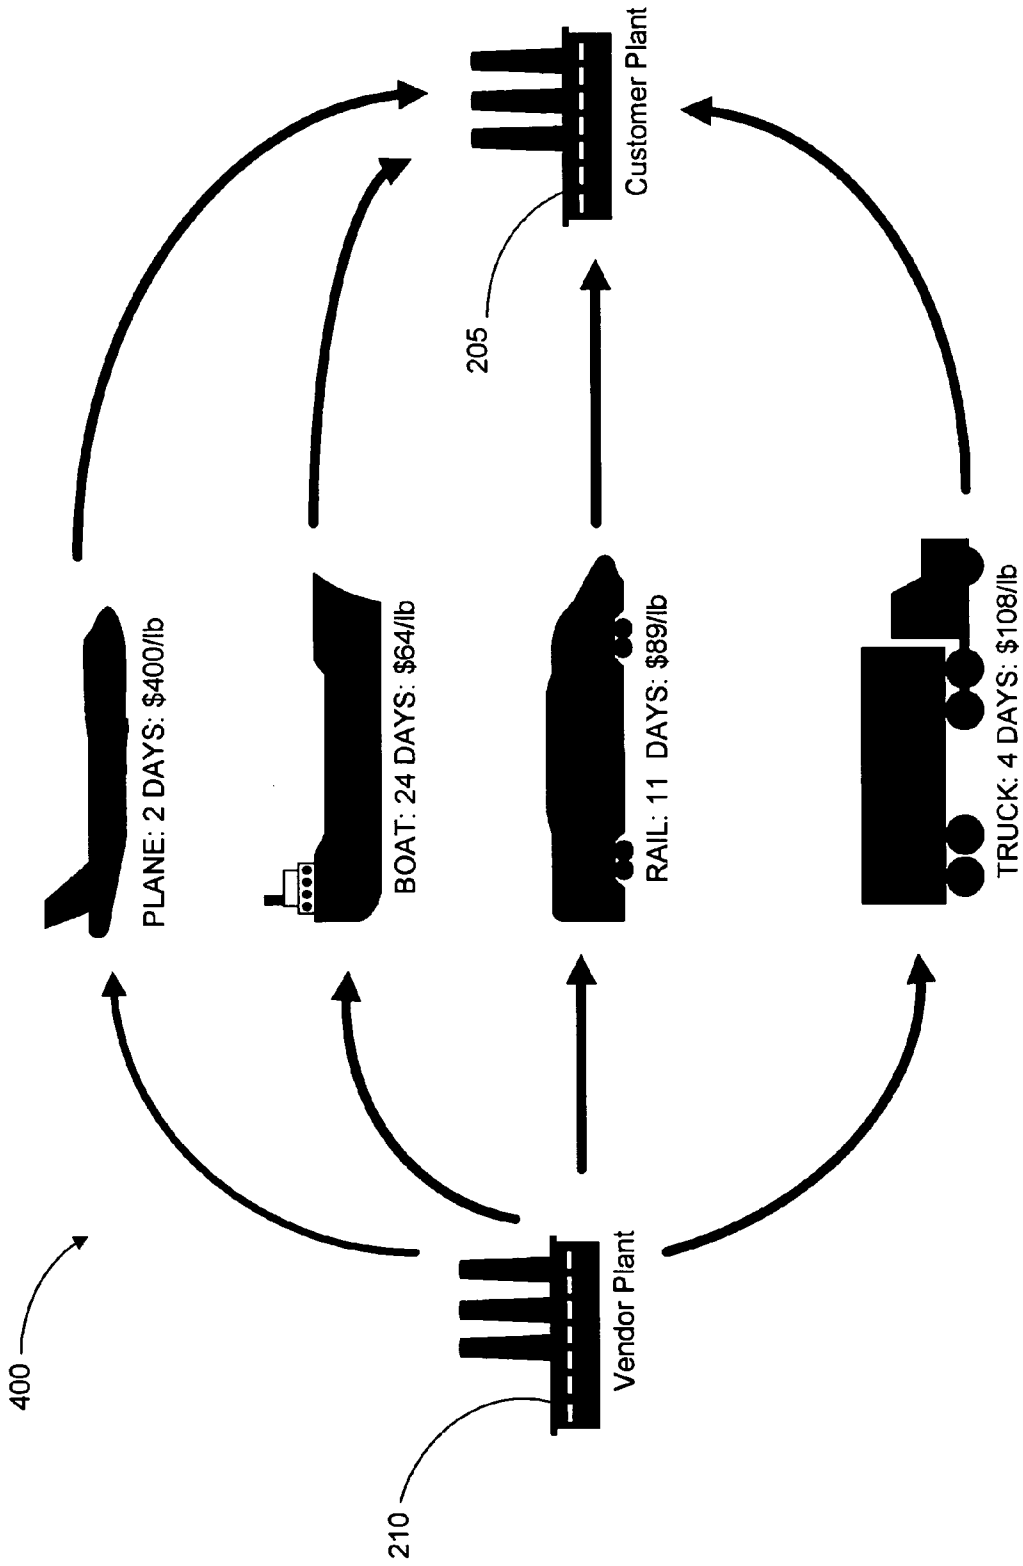 400
PLANE: 2 DAYS: $400/lb
BOAT: 24 DAYS: $64/lb
210
Vendor Plant
RAIL: 11 DAYS: $89/lb
205
Customer Plant
TRUCK: 4 DAYS: $108/lb